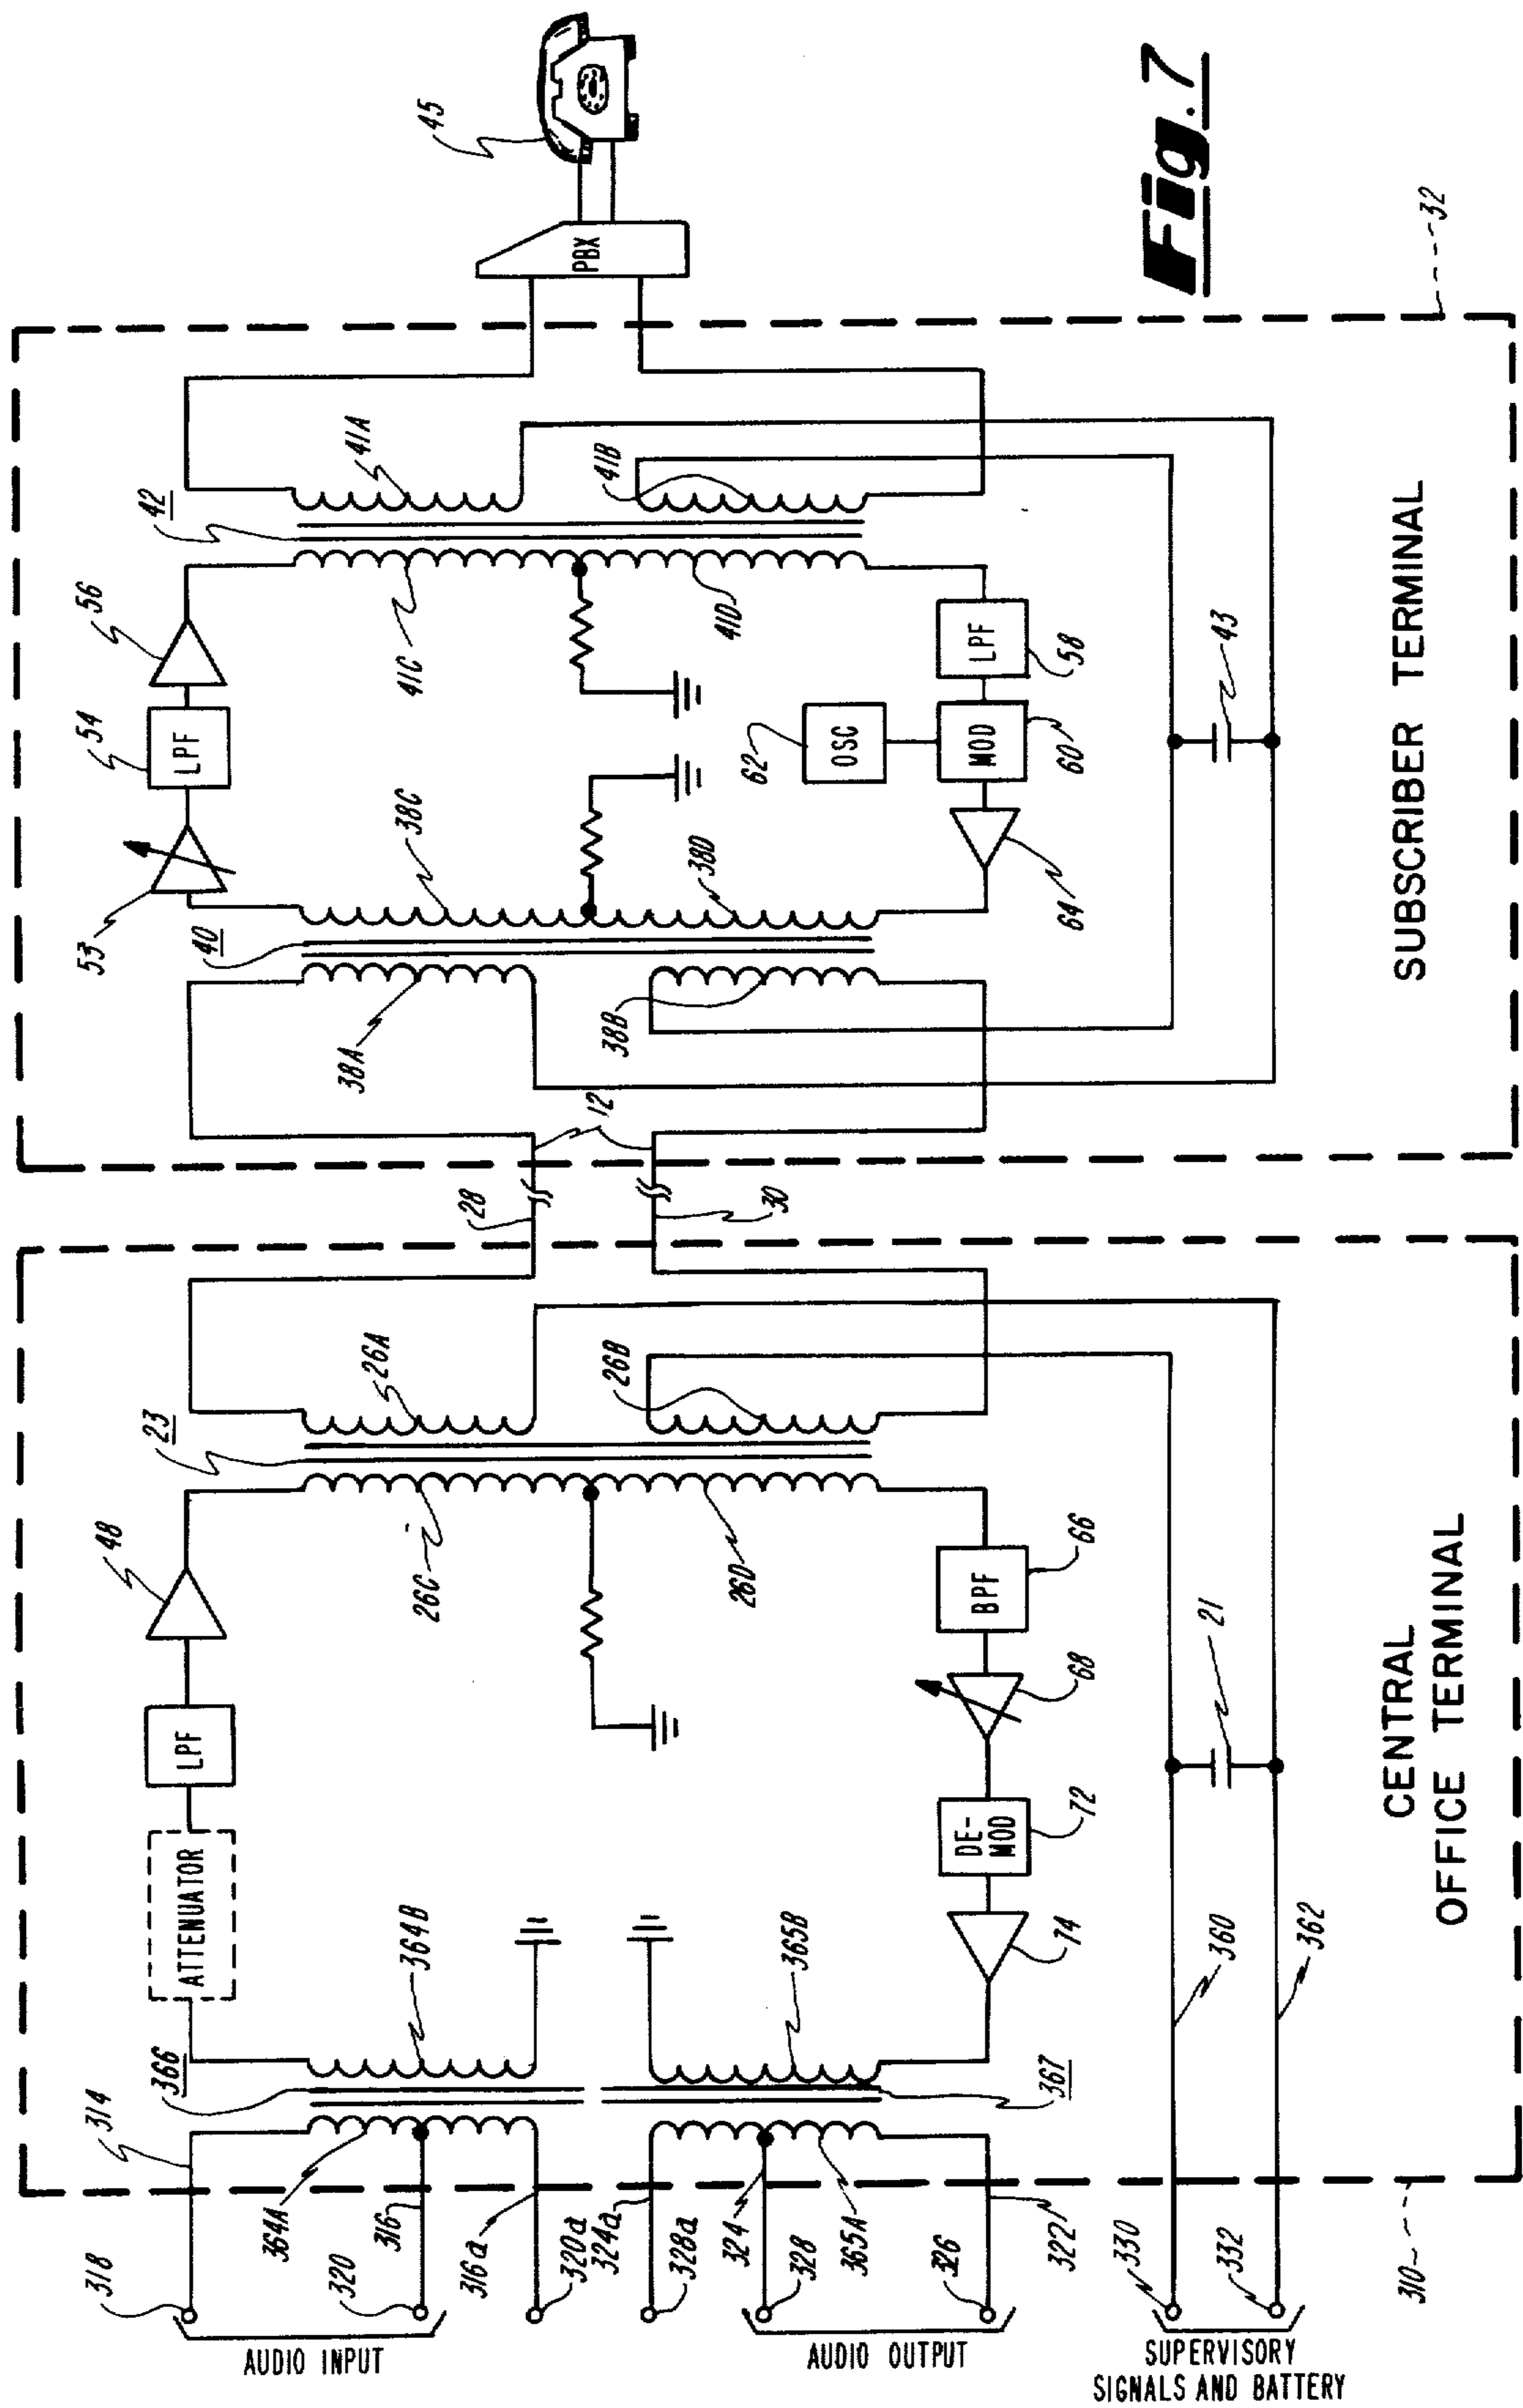 Fig. 7
45
PBX
32
SUBSCRIBER TERMINAL
42
41A
41B
56
54
LPF
53
41C
41D
LPF
58
OSC
62
MOD
60
64
43
38C
38D
40
38A
38B
12
28
30
CENTRAL
OFFICE TERMINAL
23
26A
26B
48
LPF
ATTENUATOR
26C
26D
BPF
66
68
DE-
MOD
72
74
21
364B
365B
366
367
360
362
314
364A
316
316a
324a
324
365A
322
318
320
320a
328a
328
326
330
332
310
AUDIO INPUT
AUDIO OUTPUT
SUPERVISORY
SIGNALS AND BATTERY